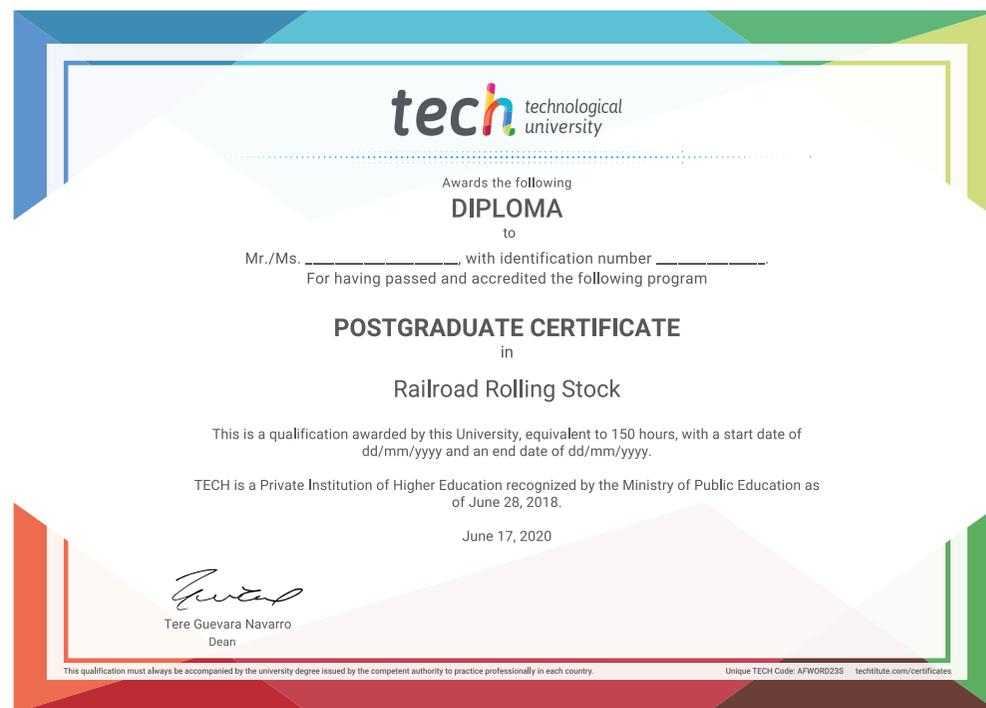 tech technological
university
Awards the following
DIPLOMA
to
Mr./Ms. ________________, with identification number ____________.
For having passed and accredited the following program
POSTGRADUATE CERTIFICATE
in
Railroad Rolling Stock
This is a qualification awarded by this University, equivalent to 150 hours, with a start date of
dd/mm/yyyy and an end date of dd/mm/yyyy.
TECH is a Private Institution of Higher Education recognized by the Ministry of Public Education as
of June 28, 2018.
June 17, 2020
Tere Guevara Navarro
Dean
This qualification must always be accompanied by the university degree issued by the competent authority to practice professionally in each country.
Unique TECH Code: AFWORD23S techtitute.com/certificates